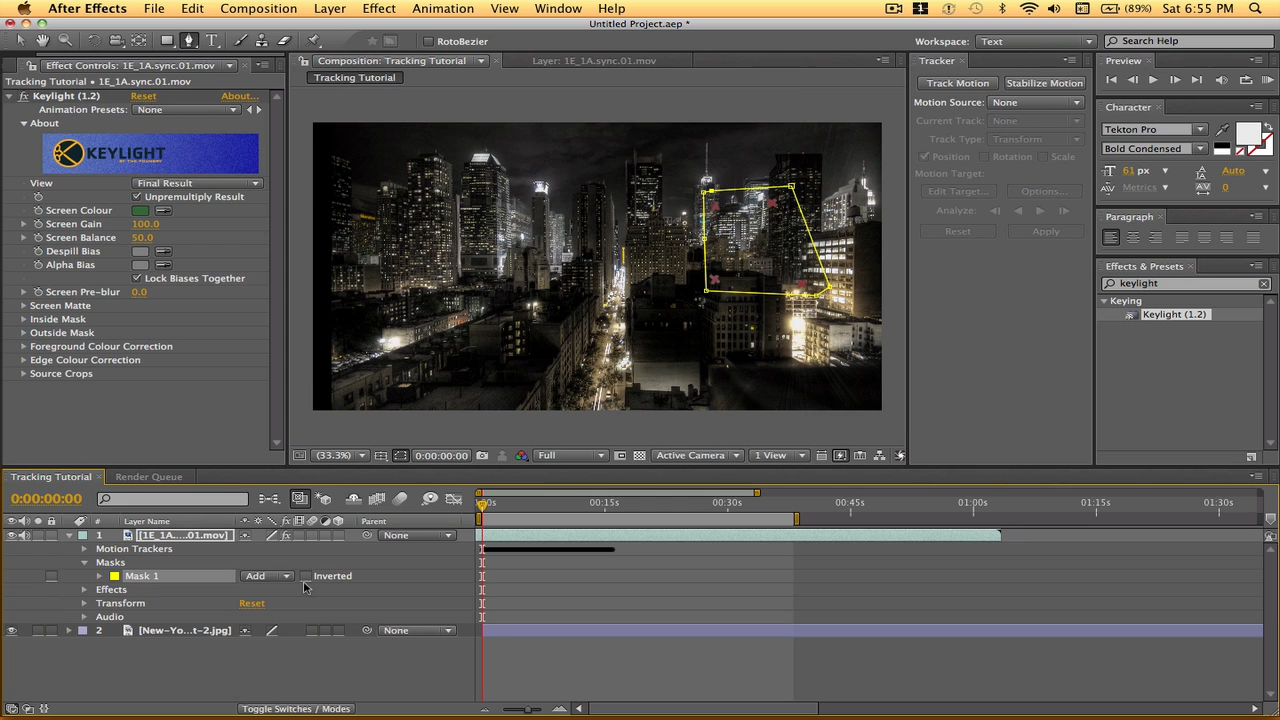 After Effects File Edit Composition Layer Effect Animation View Window Help (89%) Sat 6:55 PM
Untitled Project.aep *
RotoBezier Workspace: Text Search Help
Effect Controls: 1E_1A.sync.01.mov
Tracking Tutorial • 1E_1A.sync.01.mov
fx Keylight (1.2) Reset About...
Animation Presets: None
About
KEYLIGHT
BY THE FOUNDRY
View Final Result
Unpremultiply Result
Screen Colour
Screen Gain 100.0
Screen Balance 50.0
Despill Bias
Alpha Bias
Lock Biases Together
Screen Pre-blur 0.0
Screen Matte
Inside Mask
Outside Mask
Foreground Colour Correction
Edge Colour Correction
Source Crops
Composition: Tracking Tutorial Layer: 1E_1A.sync.01.mov
Tracking Tutorial
(33.3%) 0:00:00:00 Full Active Camera 1 View
Tracker
Track Motion Stabilize Motion
Motion Source: None
Current Track: None
Track Type: Transform
Position Rotation Scale
Motion Target:
Edit Target... Options...
Analyze:
Reset Apply
Preview
Character
Tekton Pro
Bold Condensed
61 px Auto
Metrics 0
Paragraph
Effects & Presets
keylight
Keying
Keylight (1.2)
Tracking Tutorial Render Queue
0:00:00:00
:00s 00:15s 00:30s 00:45s 01:00s 01:15s 01:30s
# Layer Name fx Parent
1 [1E_1A....01.mov] fx None
Motion Trackers
Masks
Mask 1 Add Inverted
Effects
Transform Reset
Audio
2 [New-Yo...t-2.jpg] None
Toggle Switches / Modes